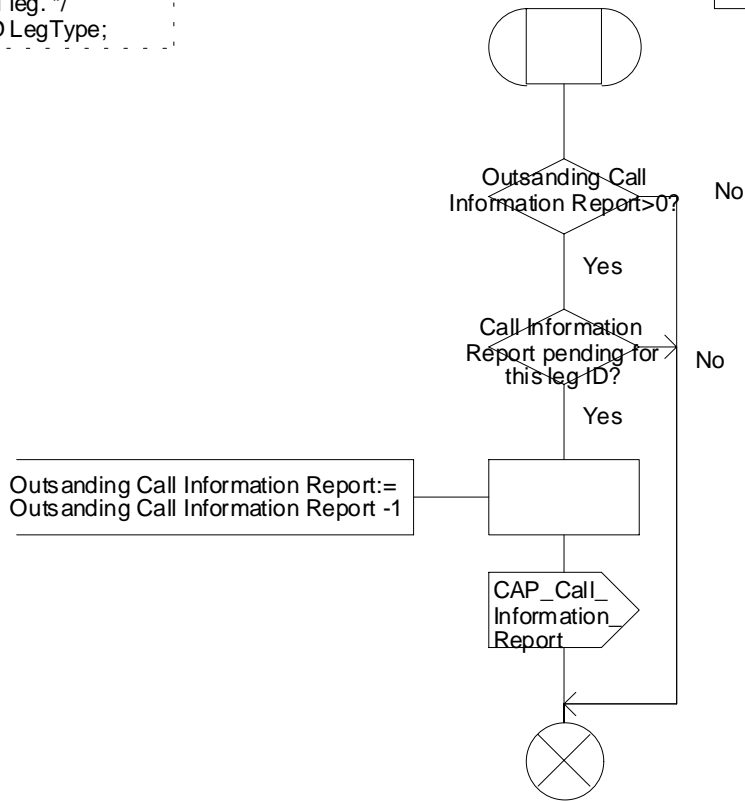 leg. */
LegType;
Outsanding Call
Information Report>0?
No
Yes
Call Information
Report pending for
this leg ID?
No
Yes
Outsanding Call Information Report:=
Outsanding Call Information Report -1
CAP_Call_
Information_
Report